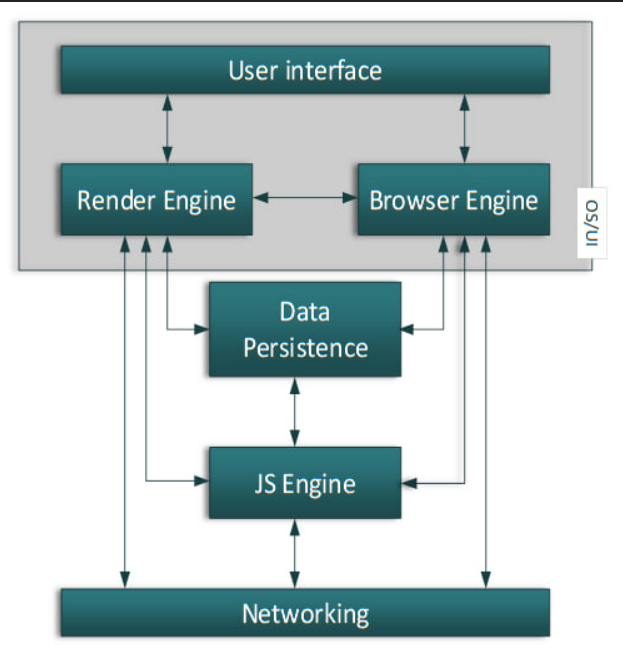 User interface
Render Engine
Browser Engine
OS/UI
Data
Persistence
JS Engine
Networking